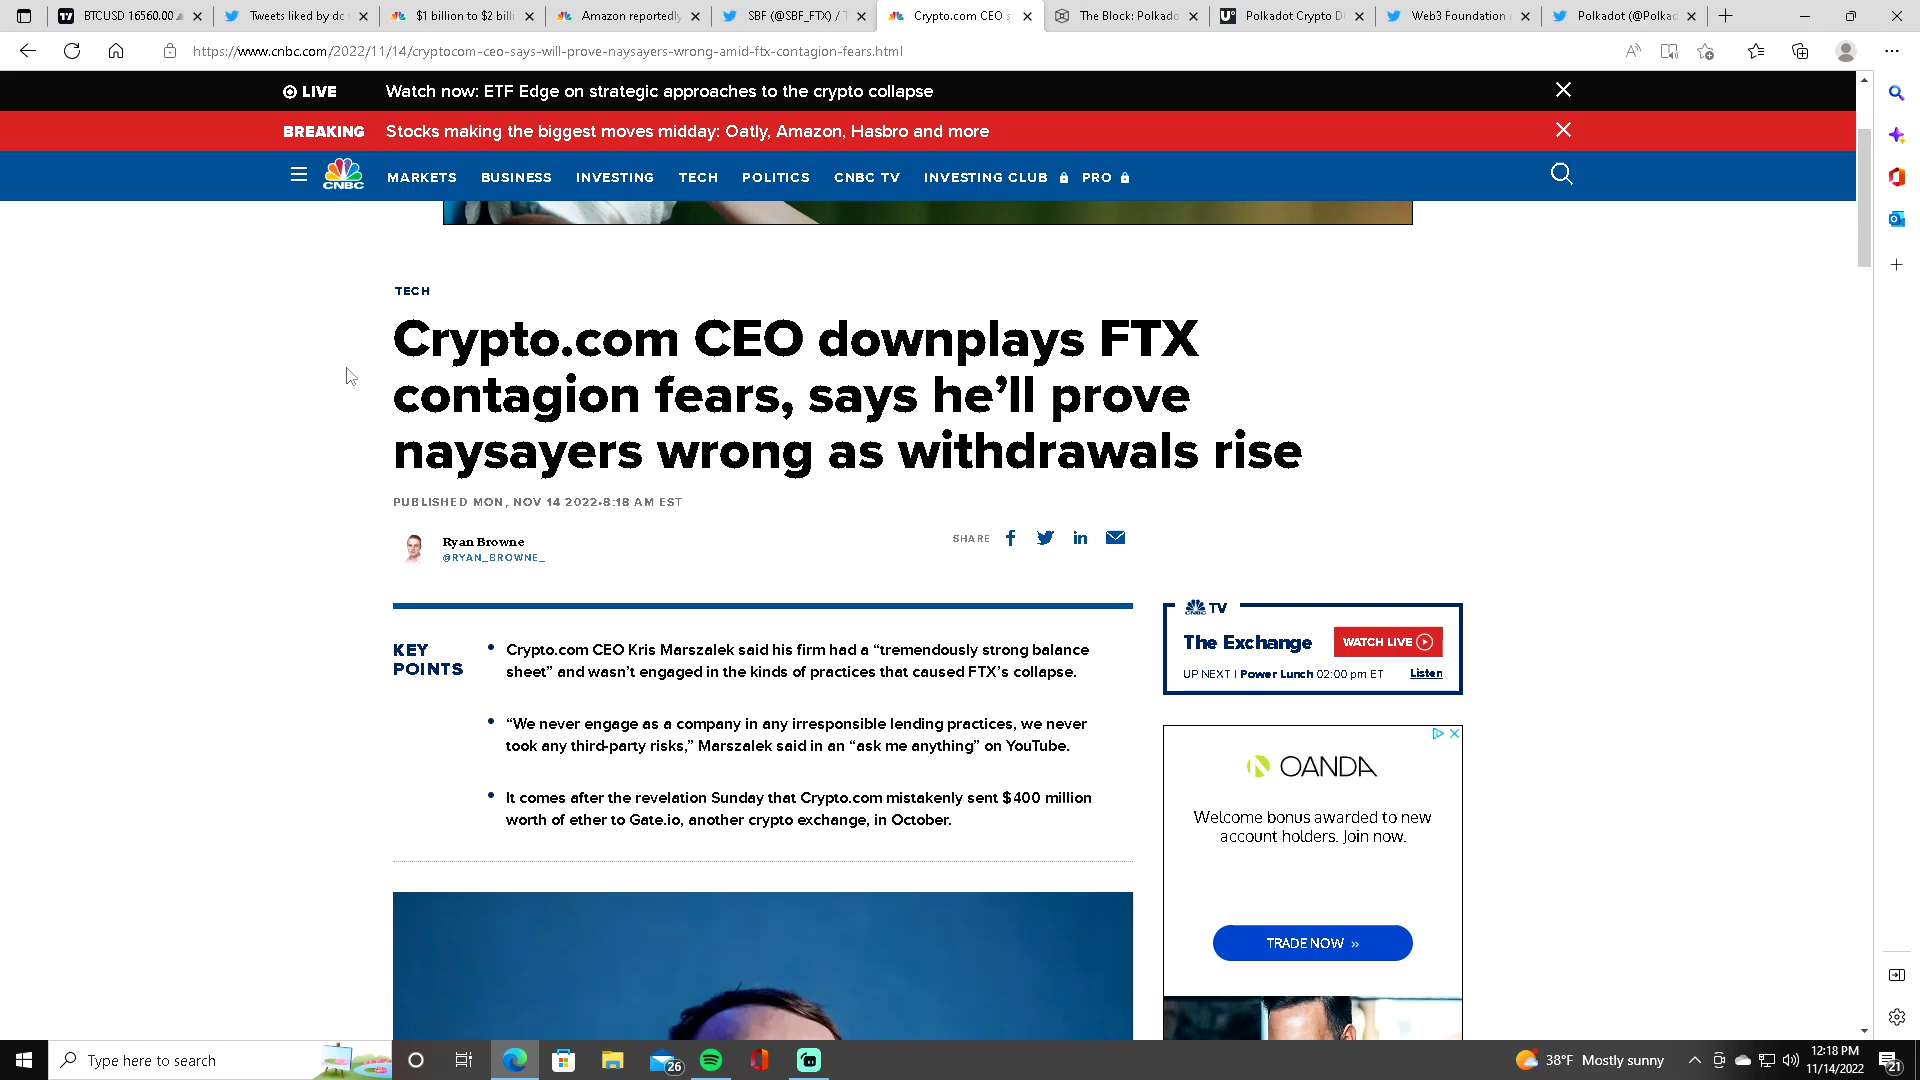 BTCUSD 16560.00
Tweets liked by dc
$1 billion to $2 billi
Amazon reportedly
SBF (@SBF_FTX) / T
Crypto.com CEO s
The Block: Polkado
Polkadot Crypto D
Web3 Foundation
Polkadot (@Polkad
https://www.cnbc.com/2022/11/14/cryptocom-ceo-says-will-prove-naysayers-wrong-amid-ftx-contagion-fears.html
LIVE Watch now: ETF Edge on strategic approaches to the crypto collapse
BREAKING Stocks making the biggest moves midday: Oatly, Amazon, Hasbro and more
CNBC MARKETS BUSINESS INVESTING TECH POLITICS CNBC TV INVESTING CLUB PRO
TECH
Crypto.com CEO downplays FTX
contagion fears, says he’ll prove
naysayers wrong as withdrawals rise
PUBLISHED MON, NOV 14 2022•8:18 AM EST
Ryan Browne
@RYAN_BROWNE_
SHARE
KEY
POINTS
• Crypto.com CEO Kris Marszalek said his firm had a “tremendously strong balance
sheet” and wasn’t engaged in the kinds of practices that caused FTX’s collapse.
• “We never engage as a company in any irresponsible lending practices, we never
took any third-party risks,” Marszalek said in an “ask me anything” on YouTube.
• It comes after the revelation Sunday that Crypto.com mistakenly sent $400 million
worth of ether to Gate.io, another crypto exchange, in October.
CNBC TV
The Exchange WATCH LIVE
UP NEXT | Power Lunch 02:00 pm ET Listen
OANDA
Welcome bonus awarded to new
account holders. Join now.
TRADE NOW »
Type here to search
26
38°F Mostly sunny
12:18 PM
11/14/2022
21